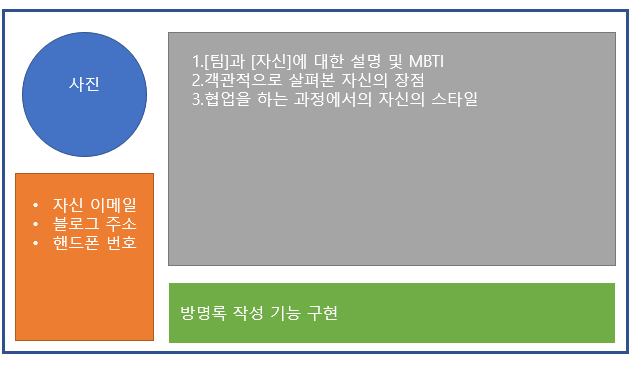 사진
1.[팀]과 [자신]에 대한 설명 및 MBTI
2.객관적으로 살펴본 자신의 장점
3.협업을 하는 과정에서의 자신의 스타일
• 자신 이메일
• 블로그 주소
• 핸드폰 번호
방명록 작성 기능 구현